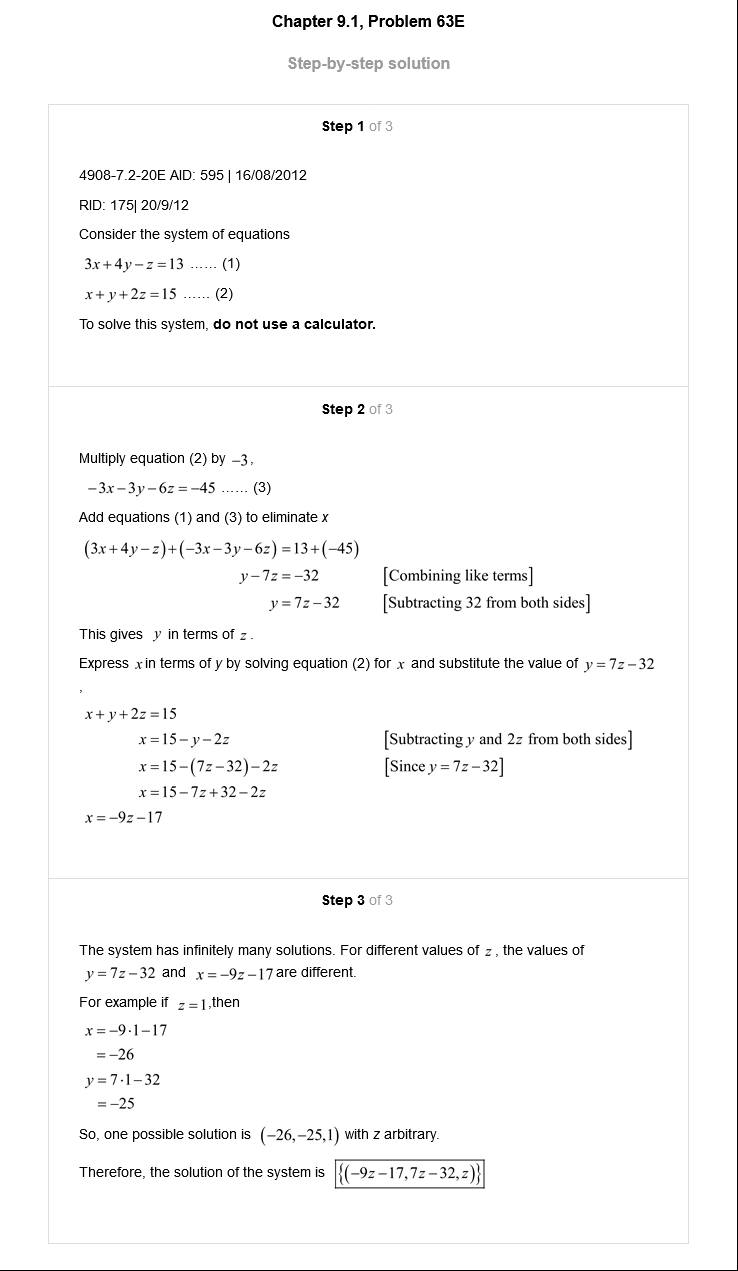 Chapter 9.1, Problem 63E
Step-by-step solution
Step 1 of 3
4908-7.2-20E AID: 595 | 16/08/2012
RID: 175| 20/9/12
Consider the system of equations
3x+4y−z=13 …… (1)
x+y+2z=15 …… (2)
To solve this system, do not use a calculator.
Step 2 of 3
Multiply equation (2) by −3,
−3x−3y−6z=−45 …… (3)
Add equations (1) and (3) to eliminate x
(3x+4y−z)+(−3x−3y−6z)=13+(−45)
y−7z=−32 [Combining like terms]
y=7z−32 [Subtracting 32 from both sides]
This gives y in terms of z.
Express x in terms of y by solving equation (2) for x and substitute the value of y=7z−32
,
x+y+2z=15
x=15−y−2z [Subtracting y and 2z from both sides]
x=15−(7z−32)−2z [Since y=7z−32]
x=15−7z+32−2z
x=−9z−17
Step 3 of 3
The system has infinitely many solutions. For different values of z, the values of
y=7z−32 and x=−9z−17 are different.
For example if z=1,then
x=−9·1−17
=−26
y=7·1−32
=−25
So, one possible solution is (−26,−25,1) with z arbitrary.
Therefore, the solution of the system is {(−9z−17,7z−32,z)}